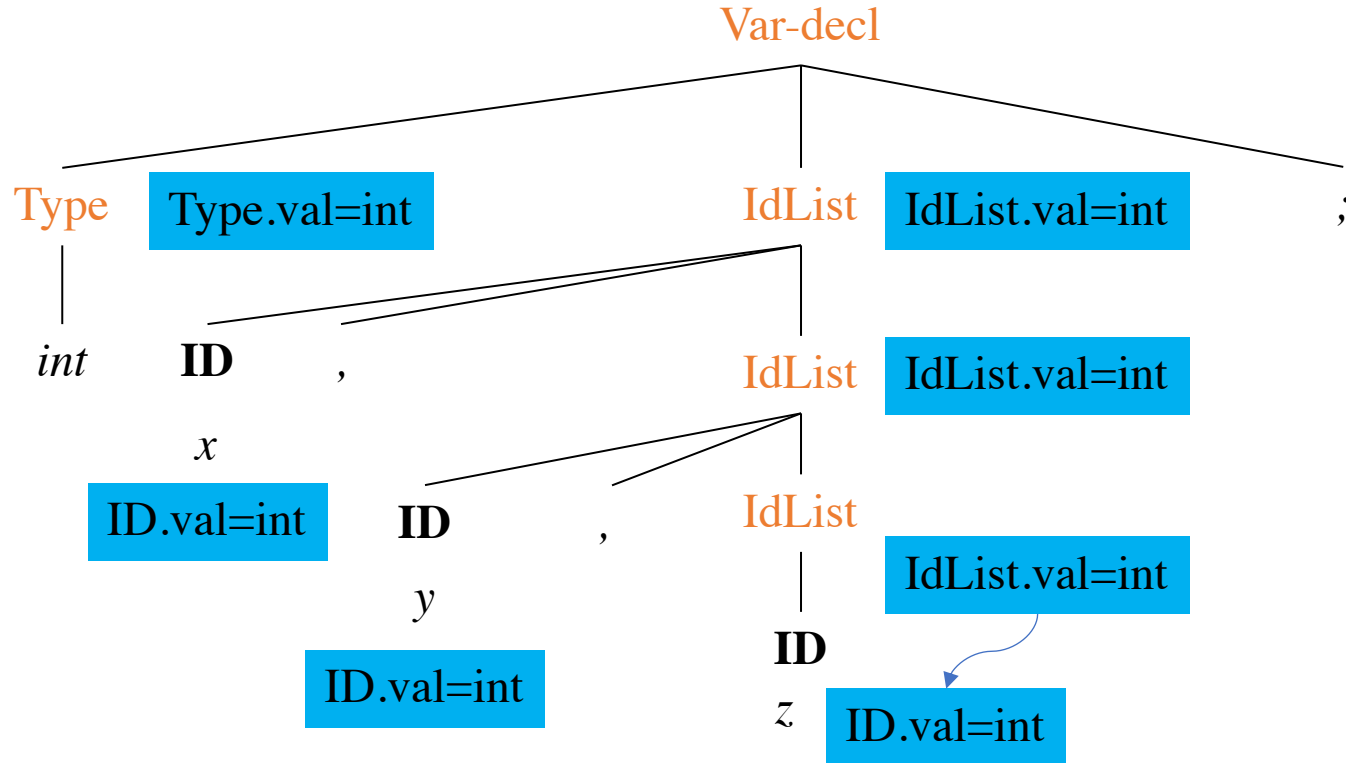 Var-decl
Type Type.val=int IdList IdList.val=int ;
int ID , IdList IdList.val=int
x
ID.val=int ID , IdList
IdList.val=int
y
ID
ID.val=int z ID.val=int